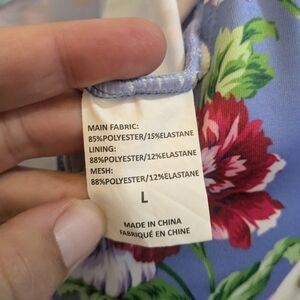 MAIN FABRIC:
85%POLYESTER/15%ELASTANE
LINING:
88%POLYESTER/12%ELASTANE
MESH:
88%POLYESTER/12%ELASTANE
L
MADE IN CHINA
FABRIQUÉ EN CHINE